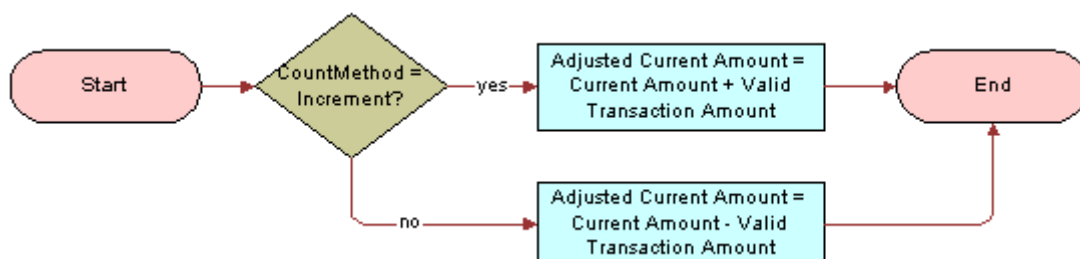 Start
CountMethod =
Increment?
yes
Adjusted Current Amount =
Current Amount + Valid
Transaction Amount
End
no
Adjusted Current Amount =
Current Amount - Valid
Transaction Amount